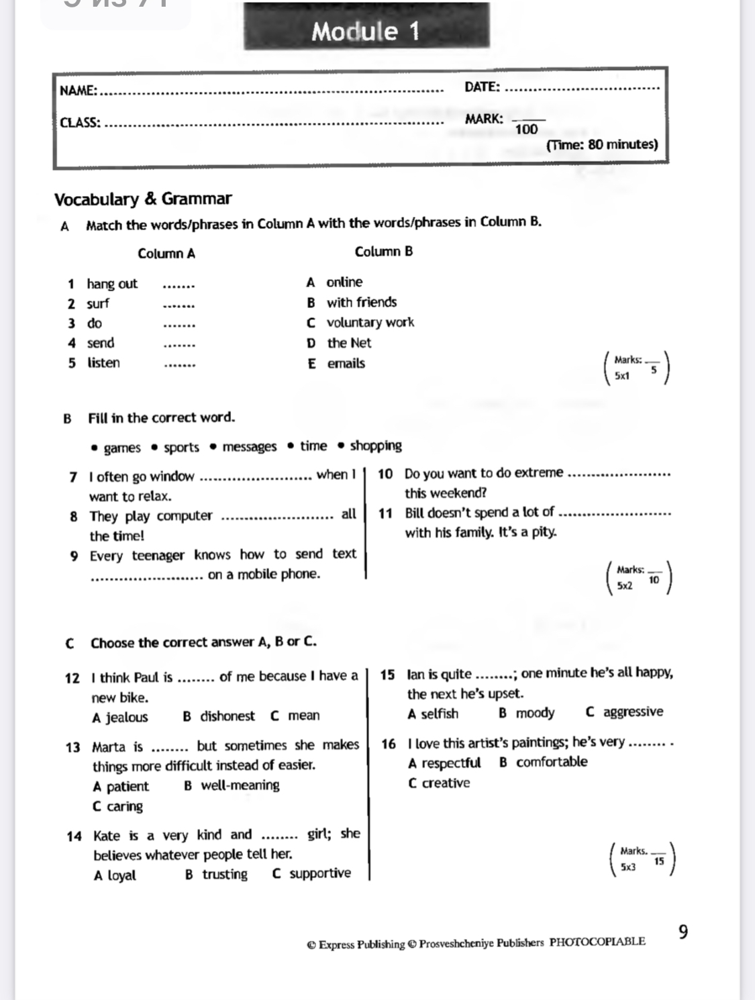 Module 1
NAME: ........................................................................ DATE: .................................
CLASS: ........................................................................ MARK: ____
100
(Time: 80 minutes)
Vocabulary & Grammar
A Match the words/phrases in Column A with the words/phrases in Column B.
Column A Column B
1 hang out ....... A online
2 surf ....... B with friends
3 do ....... C voluntary work
4 send ....... D the Net
5 listen ....... E emails
(Marks: __
5x1 5)
B Fill in the correct word.
• games • sports • messages • time • shopping
7 I often go window ........................ when I
want to relax.
8 They play computer ........................ all
the time!
9 Every teenager knows how to send text
........................ on a mobile phone.
10 Do you want to do extreme ......................
this weekend?
11 Bill doesn't spend a lot of ........................
with his family. It's a pity.
(Marks: __
5x2 10)
C Choose the correct answer A, B or C.
12 I think Paul is ........ of me because I have a
new bike.
A jealous B dishonest C mean
13 Marta is ........ but sometimes she makes
things more difficult instead of easier.
A patient B well-meaning
C caring
14 Kate is a very kind and ........ girl; she
believes whatever people tell her.
A loyal B trusting C supportive
15 Ian is quite ........; one minute he's all happy,
the next he's upset.
A selfish B moody C aggressive
16 I love this artist's paintings; he's very ........ .
A respectful B comfortable
C creative
(Marks. __
5x3 15)
9
© Express Publishing © Prosveshcheniye Publishers PHOTOCOPIABLE